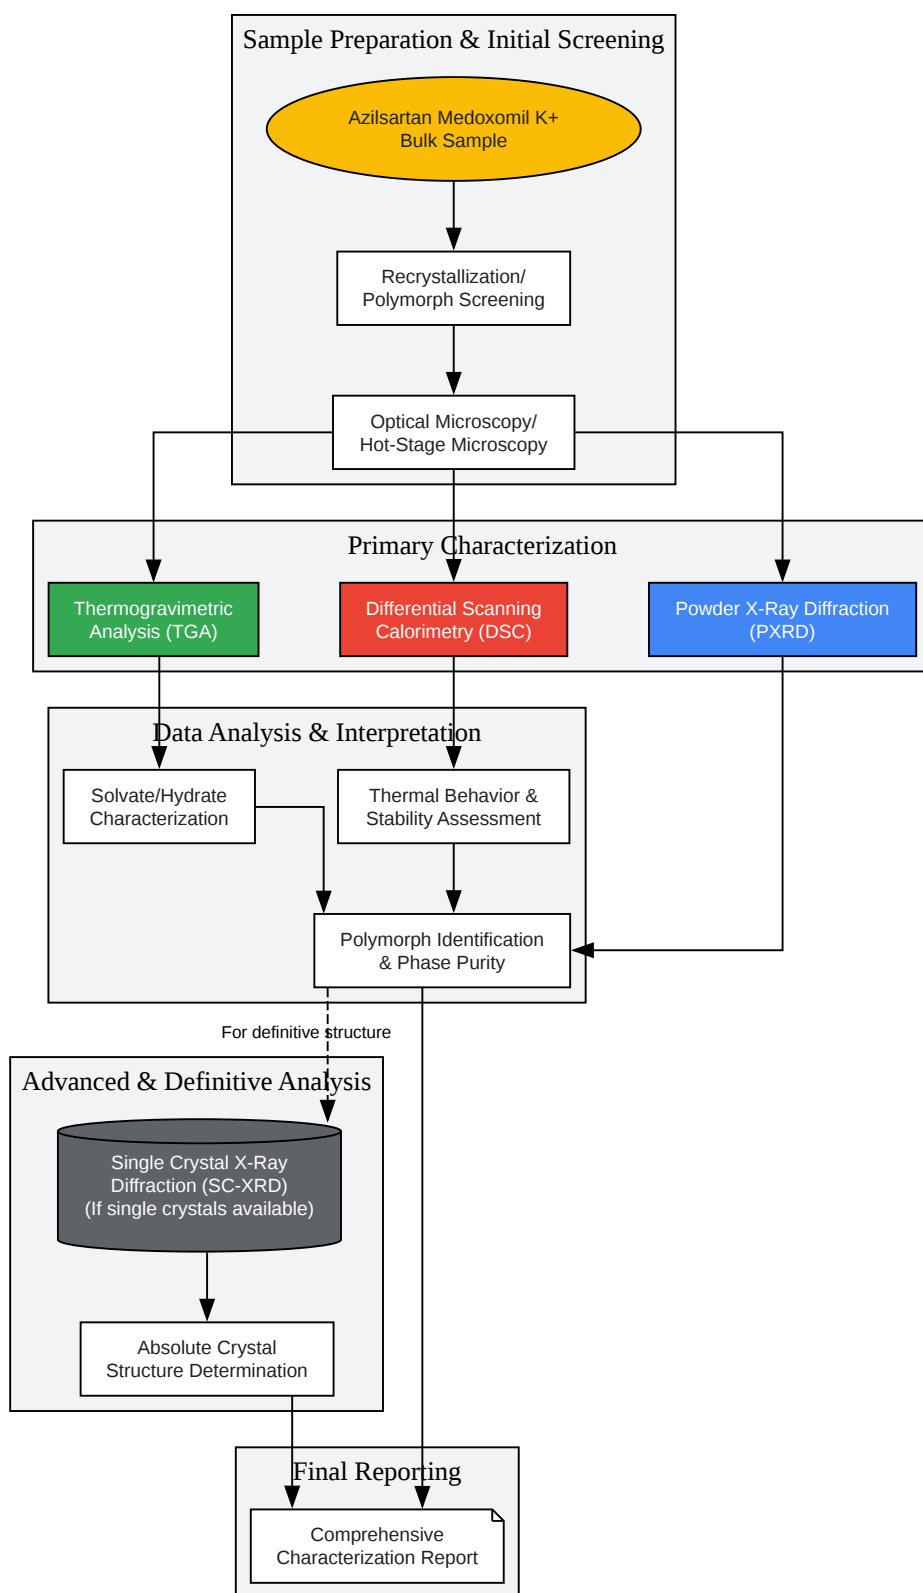 Sample Preparation & Initial Screening
Azilsartan Medoxomil K+
Bulk Sample
Recrystallization/
Polymorph Screening
Optical Microscopy/
Hot-Stage Microscopy
Primary Characterization
Thermogravimetric
Analysis (TGA)
Differential Scanning
Calorimetry (DSC)
Powder X-Ray Diffraction
(PXRD)
Data Analysis & Interpretation
Solvate/Hydrate
Characterization
Thermal Behavior &
Stability Assessment
Polymorph Identification
& Phase Purity
For definitive structure
Advanced & Definitive Analysis
Single Crystal X-Ray
Diffraction (SC-XRD)
(If single crystals available)
Absolute Crystal
Structure Determination
Final Reporting
Comprehensive
Characterization Report